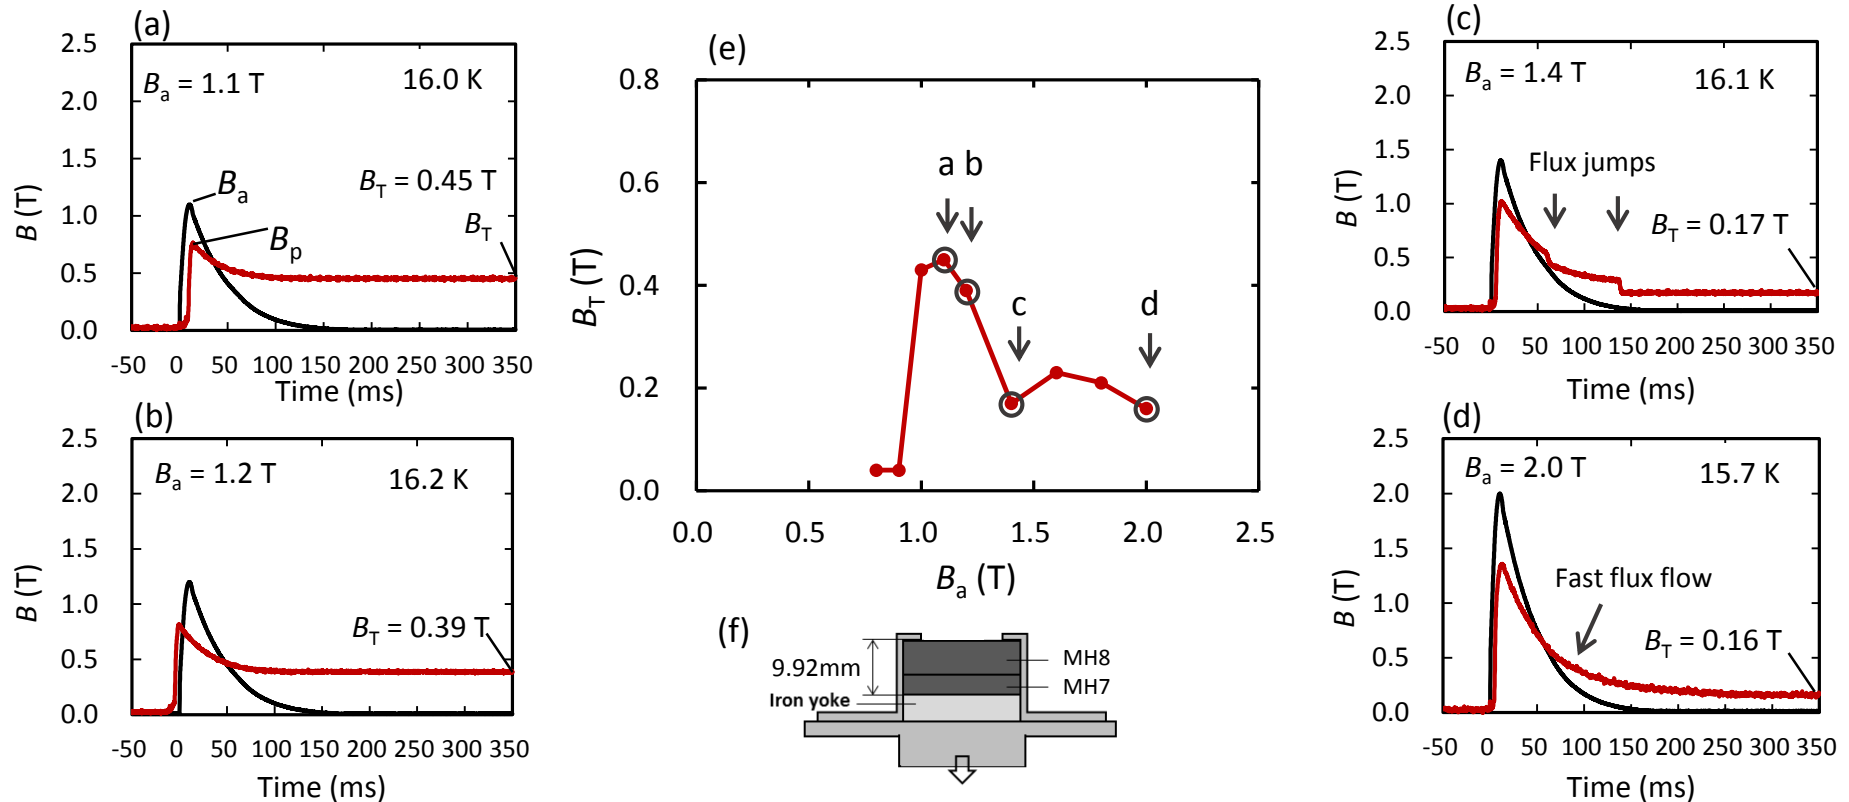 (a)
2.5
2.0
1.5
1.0
0.5
0.0
B (T)
Ba = 1.1 T
16.0 K
BT = 0.45 T
Ba
Bp
BT
-50 0 50 100 150 200 250 300 350
Time (ms)
(b)
2.5
2.0
1.5
1.0
0.5
0.0
B (T)
Ba = 1.2 T
16.2 K
BT = 0.39 T
-50 0 50 100 150 200 250 300 350
Time (ms)
(e)
0.8
0.6
0.4
0.2
0.0
BT (T)
a b
c
d
0.0 0.5 1.0 1.5 2.0 2.5
Ba (T)
(f)
9.92mm
MH8
MH7
Iron yoke
(c)
2.5
2.0
1.5
1.0
0.5
0.0
B (T)
Ba = 1.4 T
16.1 K
Flux jumps
BT = 0.17 T
-50 0 50 100 150 200 250 300 350
Time (ms)
(d)
2.5
2.0
1.5
1.0
0.5
0.0
B (T)
Ba = 2.0 T
15.7 K
Fast flux flow
BT = 0.16 T
-50 0 50 100 150 200 250 300 350
Time (ms)